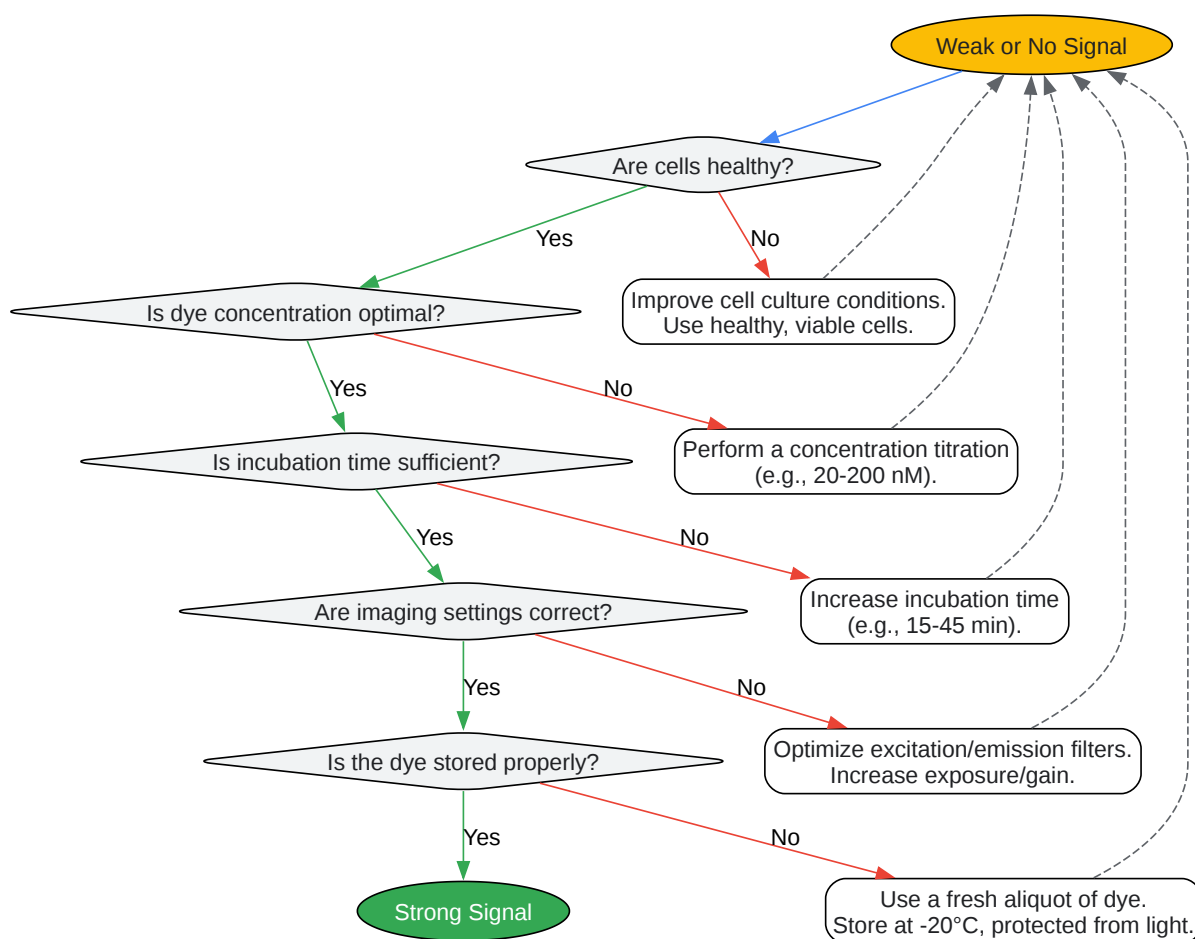 Weak or No Signal
Are cells healthy?
Yes
No
Improve cell culture conditions.
Use healthy, viable cells.
Is dye concentration optimal?
Yes
No
Perform a concentration titration
(e.g., 20-200 nM).
Is incubation time sufficient?
Yes
No
Increase incubation time
(e.g., 15-45 min).
Are imaging settings correct?
Yes
No
Optimize excitation/emission filters.
Increase exposure/gain.
Is the dye stored properly?
Yes
No
Use a fresh aliquot of dye.
Store at -20°C, protected from light.
Strong Signal